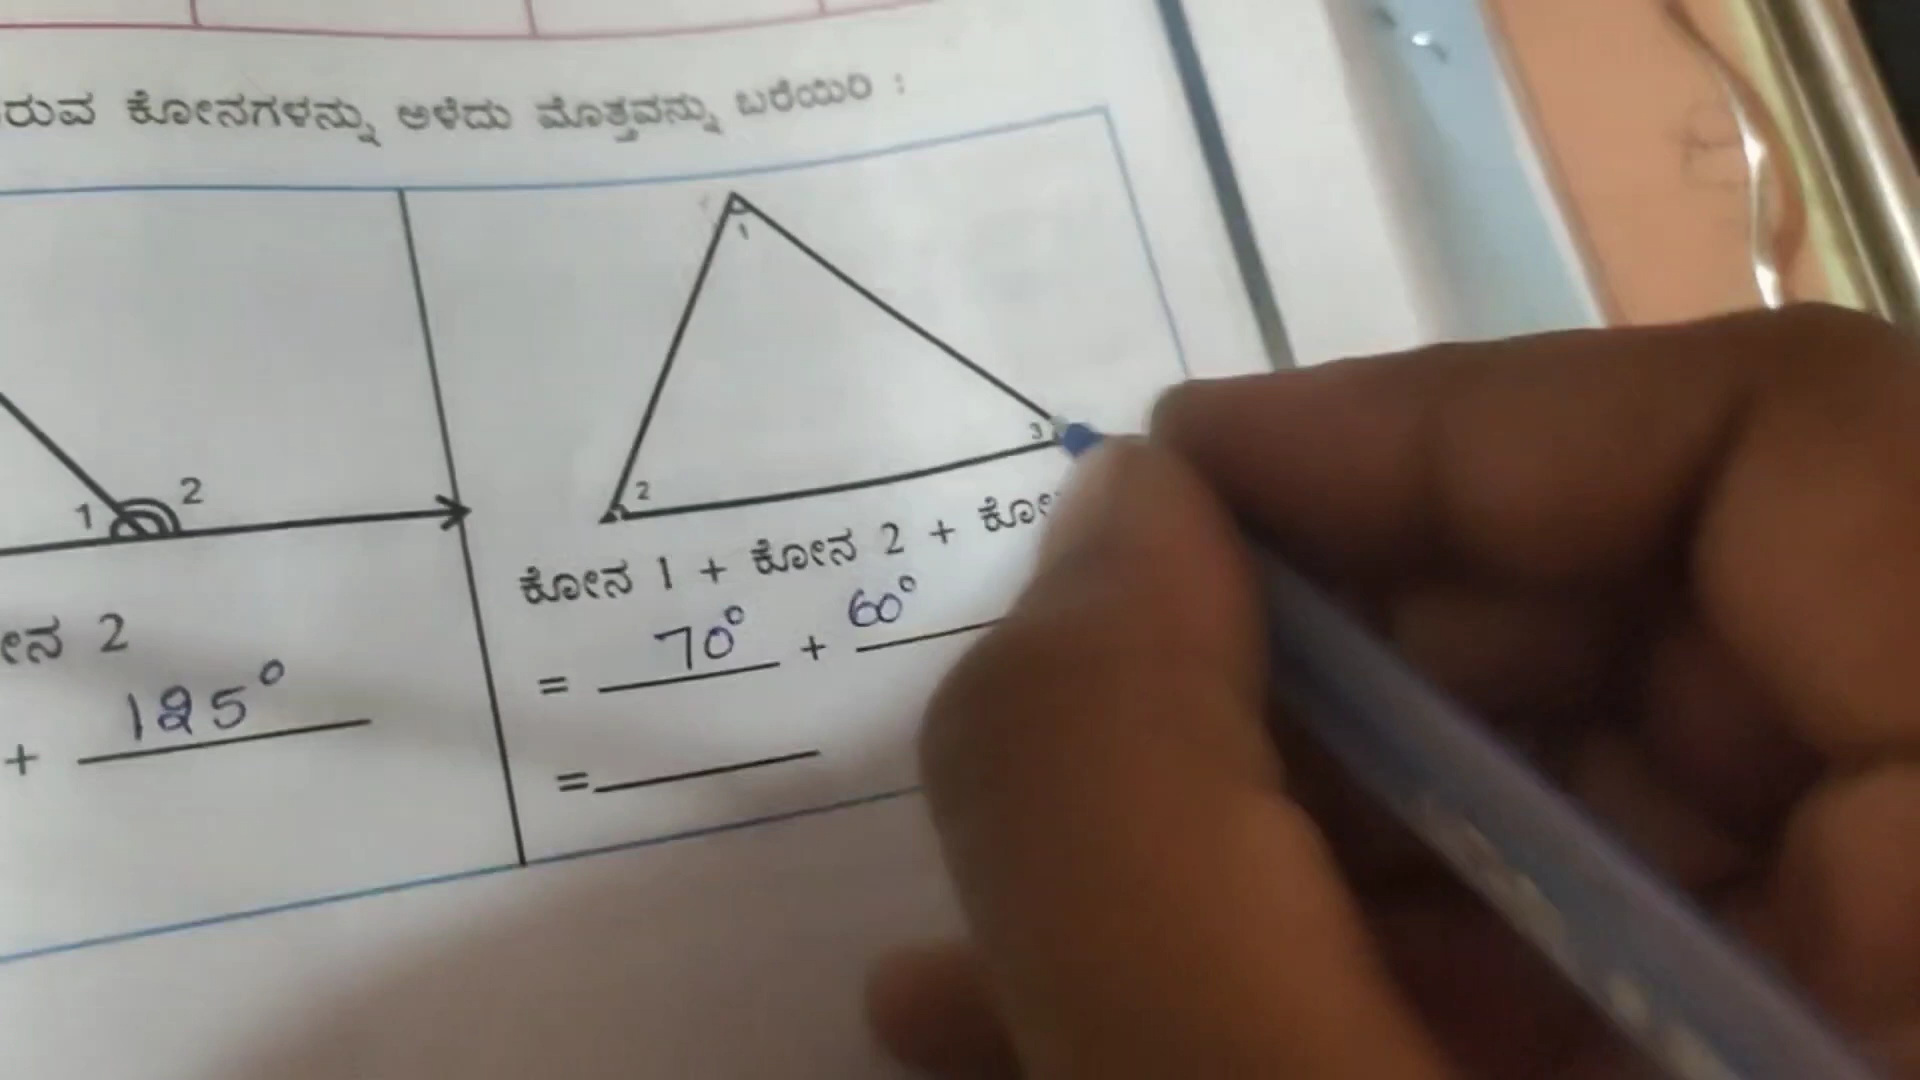 ಕೋನಗಳನ್ನು ಅಳೆದು ಮೊತ್ತವನ್ನು ಬರೆಯಿರಿ :
1 2
2
+ 125°
1
2
3
ಕೋನ 1 + ಕೋನ 2 +
= 70° + 60°
=